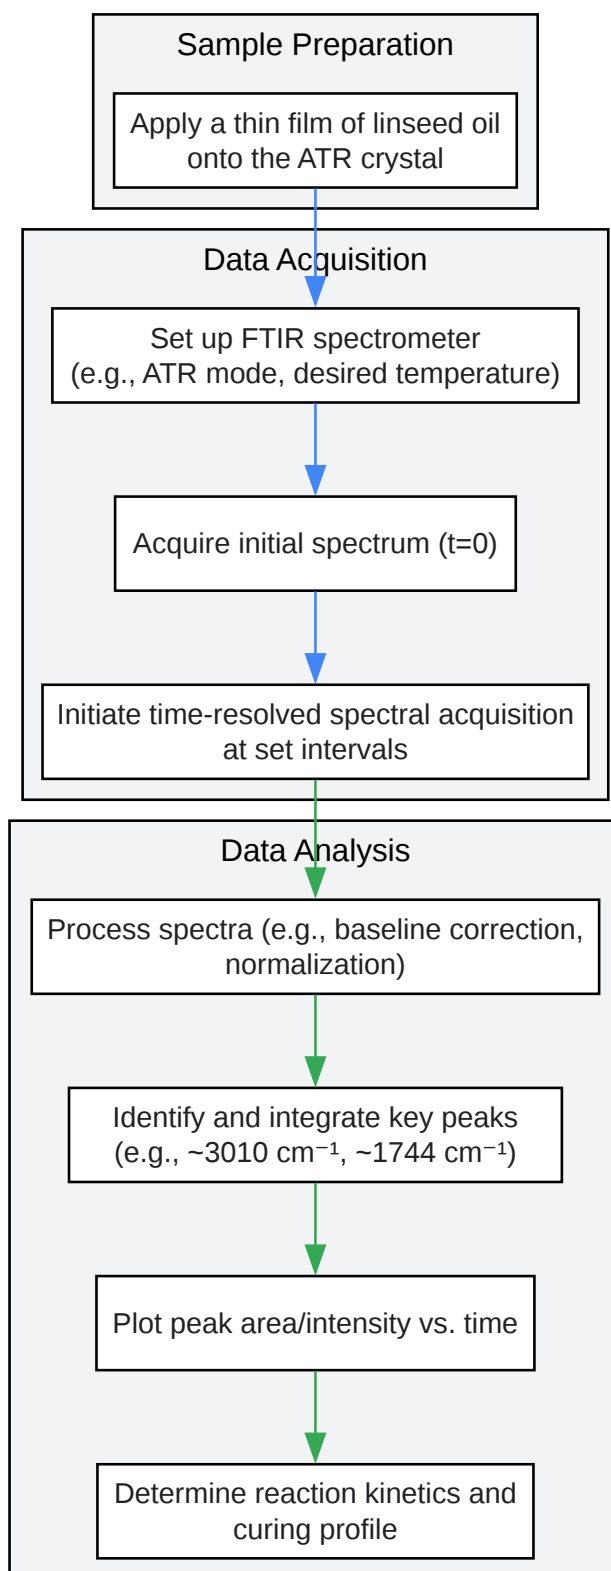 Sample Preparation
Apply a thin film of linseed oil
onto the ATR crystal
Data Acquisition
Set up FTIR spectrometer
(e.g., ATR mode, desired temperature)
Acquire initial spectrum (t=0)
Initiate time-resolved spectral acquisition
at set intervals
Data Analysis
Process spectra (e.g., baseline correction,
normalization)
Identify and integrate key peaks
(e.g., ~3010 cm⁻¹, ~1744 cm⁻¹)
Plot peak area/intensity vs. time
Determine reaction kinetics and
curing profile